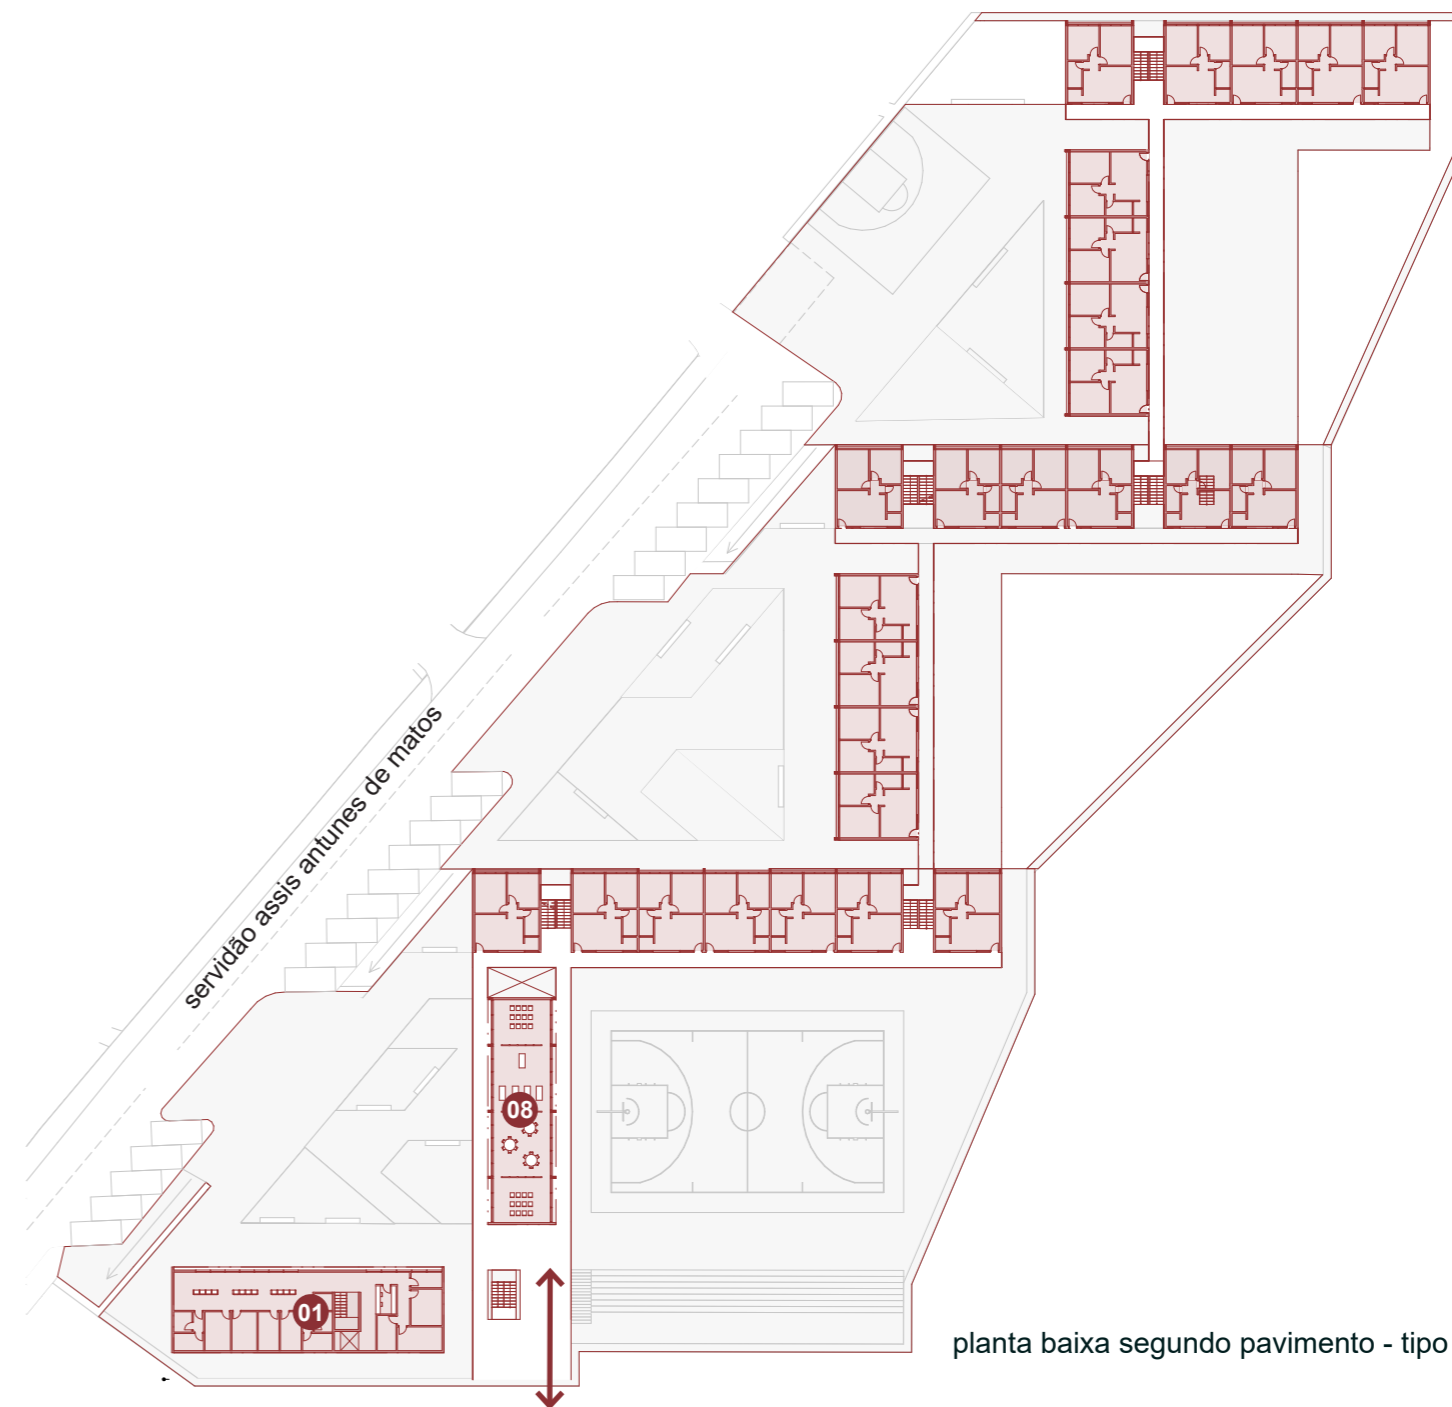 servidão assis antunes de matos
08
01
planta baixa segundo pavimento - tipo